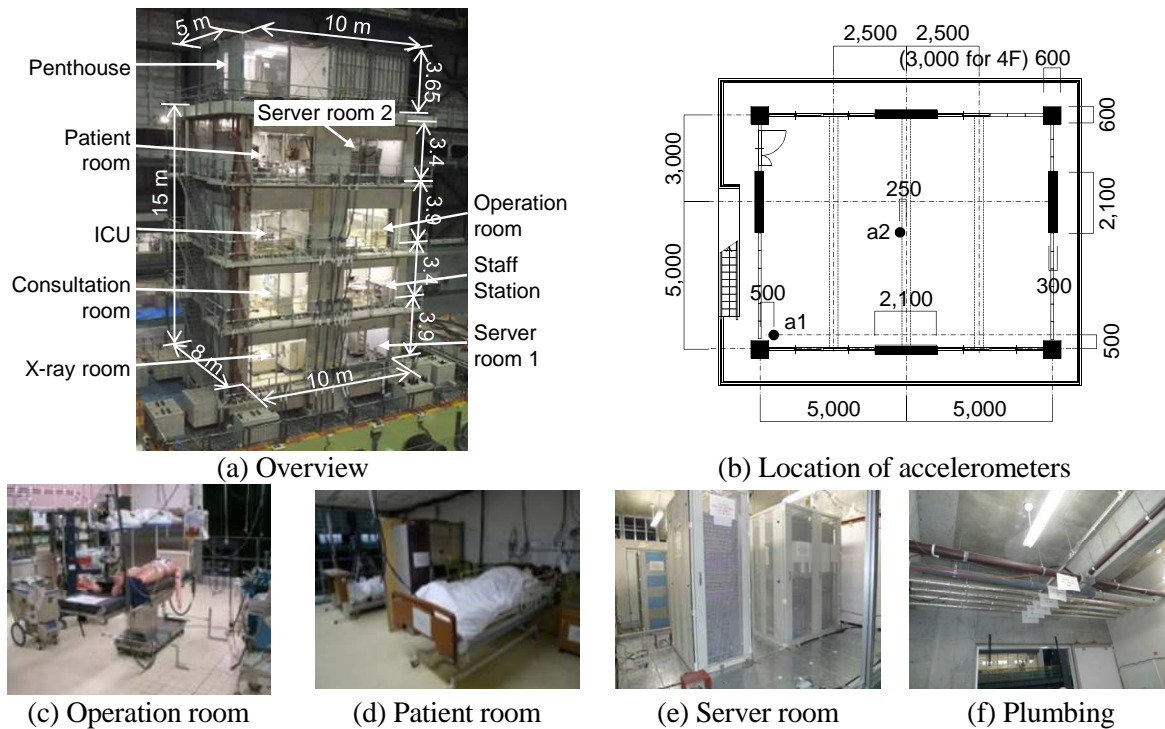 5 m
10 m
Penthouse
3.65
Server room 2
Patient
room
3.4
15 m
ICU
3.9
Operation
room
Consultation
room
3.4
Staff
Station
X-ray room
3.9
Server
room 1
8 m
10 m
(a) Overview
2,500
2,500
(3,000 for 4F)
600
600
3,000
250
2,100
a2
5,000
500
2,100
300
a1
500
5,000
5,000
(b) Location of accelerometers
(c) Operation room
(d) Patient room
(e) Server room
(f) Plumbing